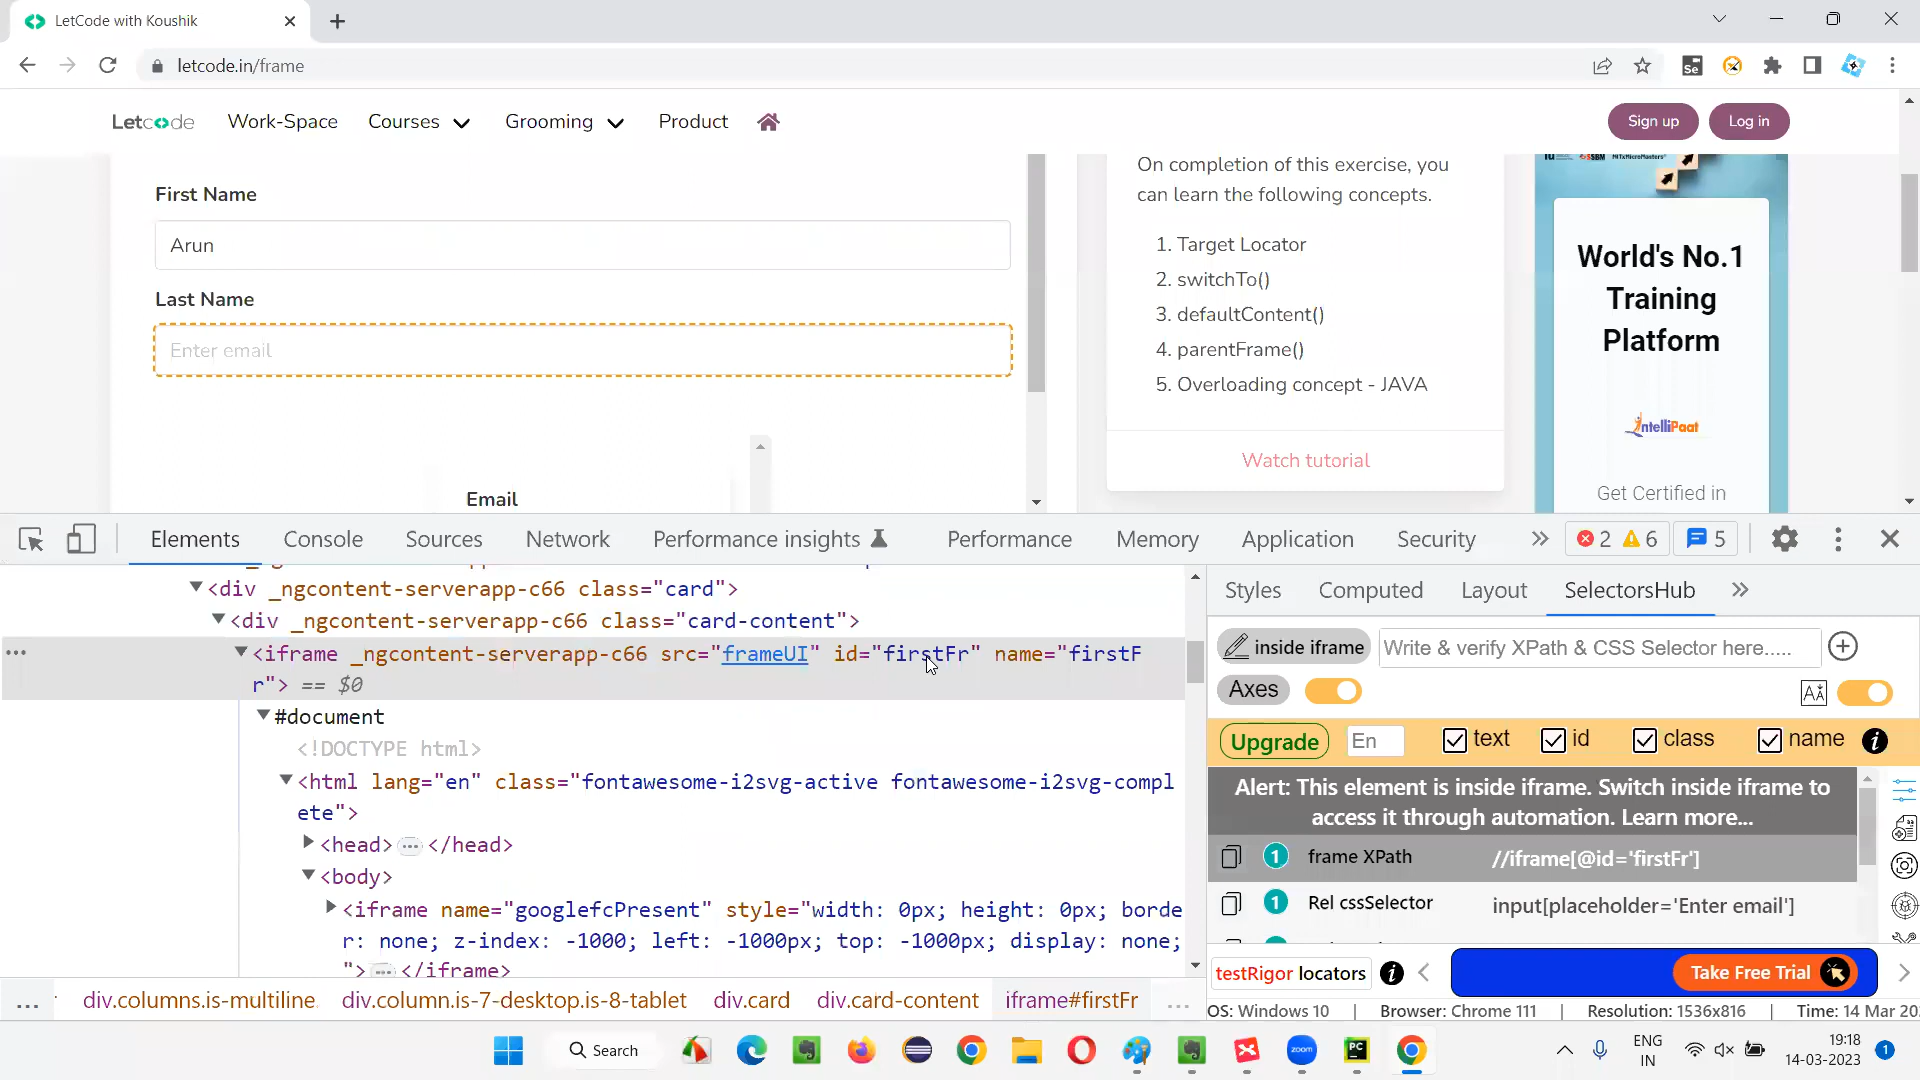 LetCode with Koushik
letcode.in/frame
Letcode
Work-Space
Courses
Grooming
Product
Sign up
Log in
First Name
Arun
Last Name
Enter email
Email
On completion of this exercise, you
can learn the following concepts.
1. Target Locator
2. switchTo()
3. defaultContent()
4. parentFrame()
5. Overloading concept - JAVA
Watch tutorial
World's No.1
Training
Platform
IntelliPaat
Get Certified in
Elements
Console
Sources
Network
Performance insights
Performance
Memory
Application
Security
2
6
5
<div _ngcontent-serverapp-c66 class="card">
<div _ngcontent-serverapp-c66 class="card-content">
<iframe _ngcontent-serverapp-c66 src="frameUI" id="firstFr" name="firstF
r"> == $0
#document
<!DOCTYPE html>
<html lang="en" class="fontawesome-i2svg-active fontawesome-i2svg-compl
ete">
<head>…</head>
<body>
<iframe name="googlefcPresent" style="width: 0px; height: 0px; borde
r: none; z-index: -1000; left: -1000px; top: -1000px; display: none;
">…</iframe>
... div.columns.is-multiline div.column.is-7-desktop.is-8-tablet div.card div.card-content iframe#firstFr ...
Styles
Computed
Layout
SelectorsHub
inside iframe
Write & verify XPath & CSS Selector here.....
Axes
Upgrade
En
text
id
class
name
Alert: This element is inside iframe. Switch inside iframe to
access it through automation. Learn more...
1 frame XPath //iframe[@id='firstFr']
1 Rel cssSelector input[placeholder='Enter email']
testRigor locators
Take Free Trial
OS: Windows 10 | Browser: Chrome 111 | Resolution: 1536x816 | Time: 14 Mar 20
Search
zoom
PC
ENG
IN
19:18
14-03-2023
1